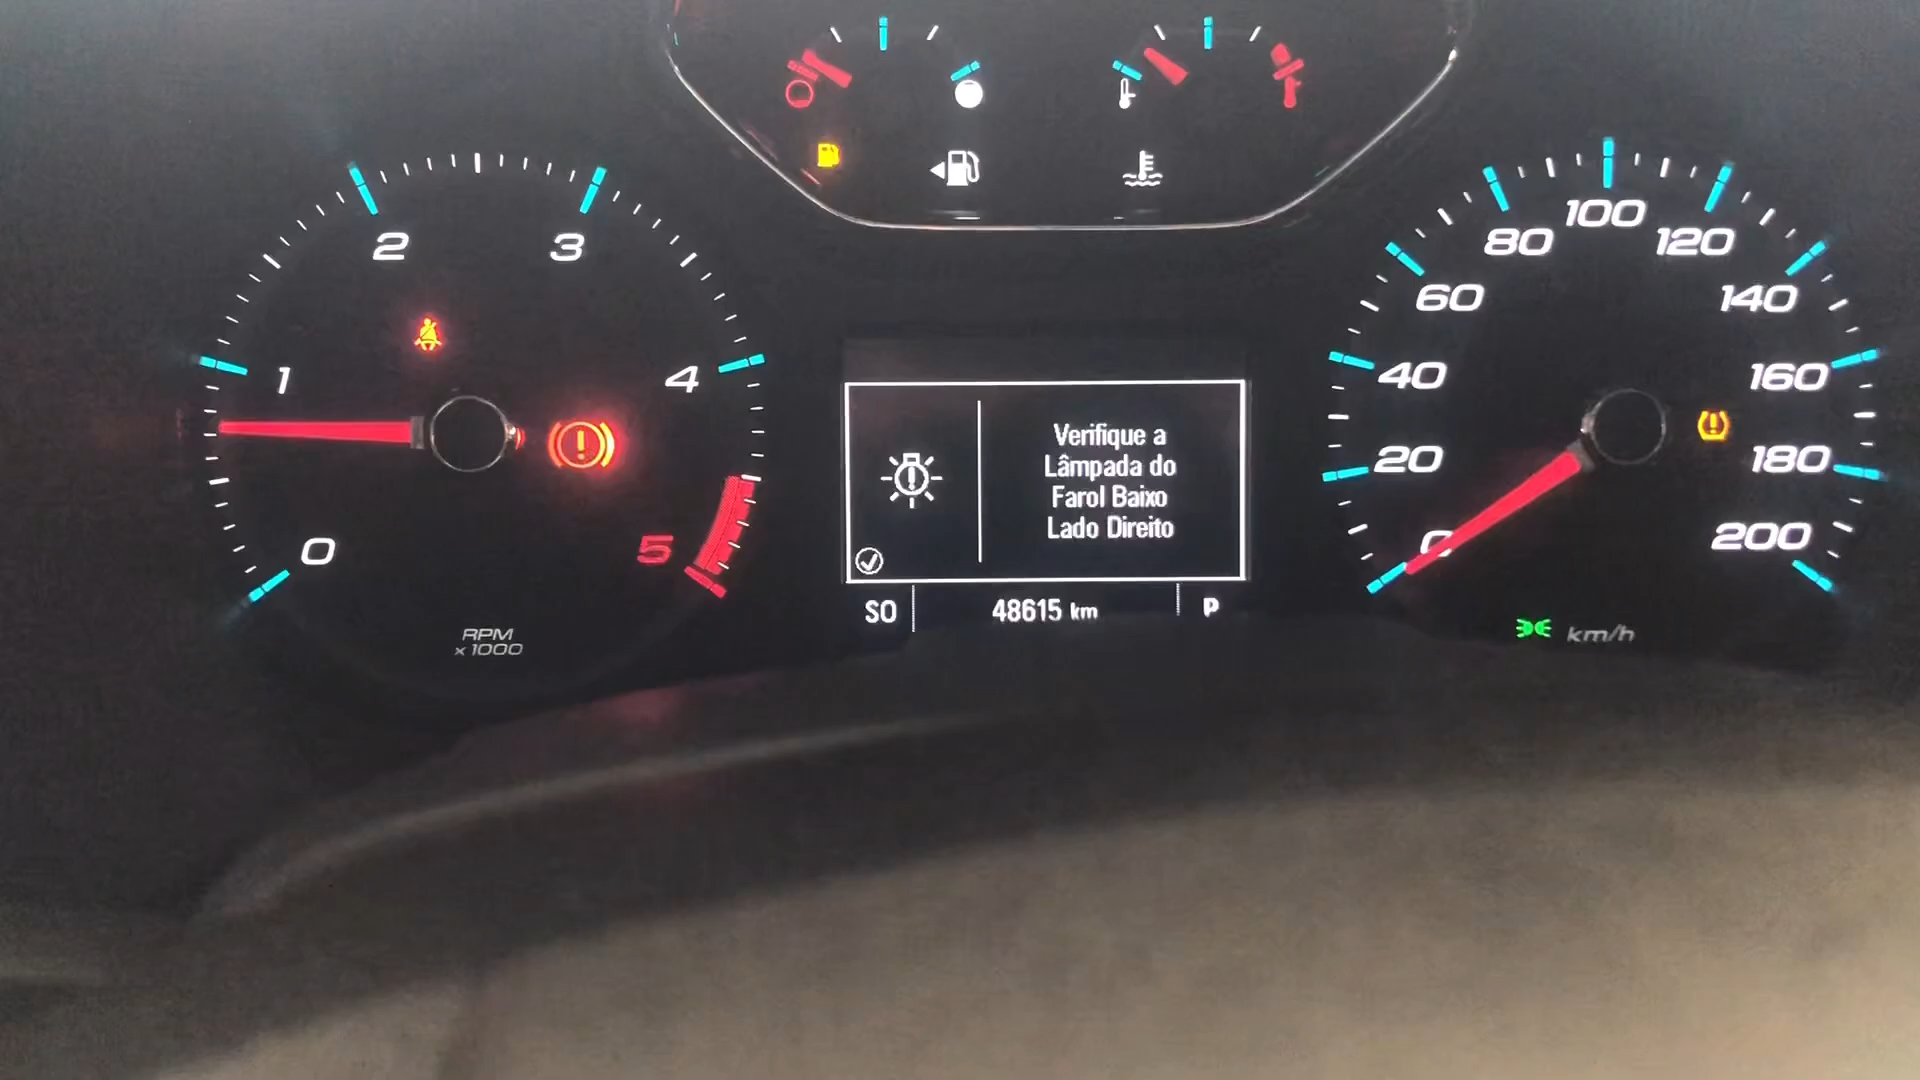 2
3
1
4
0
5
RPM
x 1000
Verifique a
Lâmpada do
Farol Baixo
Lado Direito
SO
48615 km
P
100
80
120
60
140
40
160
20
180
0
200
km/h